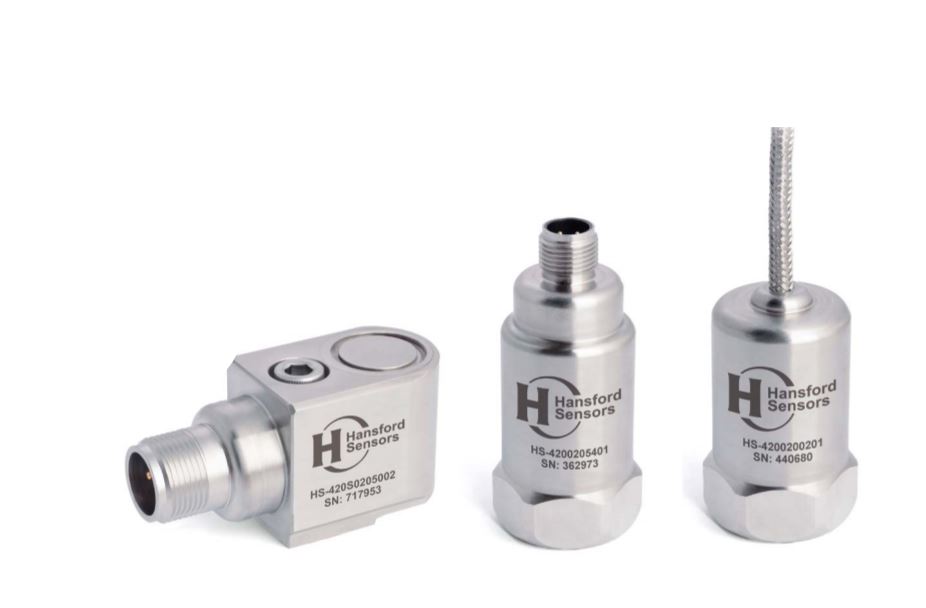 H Hansford
Sensors
HS-420S0205002
SN: 717953
H Hansford
Sensors
HS-4200205401
SN: 362973
H Hansford
Sensors
HS-4200200201
SN: 440680